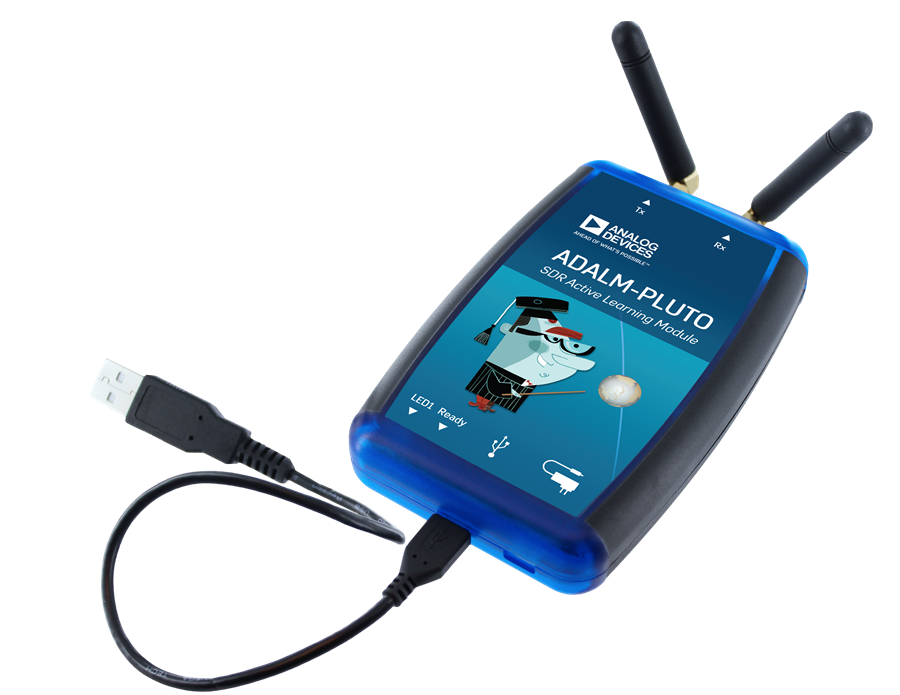 Tx
Rx
ANALOG
DEVICES
AHEAD OF WHAT'S POSSIBLE™
ADALM-PLUTO
SDR Active Learning Module
LED1 Ready